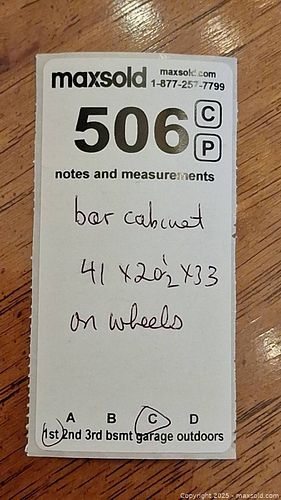 maxsold maxsold.com
1-877-257-7799
506 C
P
notes and measurements
bar cabinet
41 x 20½ x 33
on wheels
A B C D
1st 2nd 3rd bsmt garage outdoors
Copyright 2025 - maxsold.com